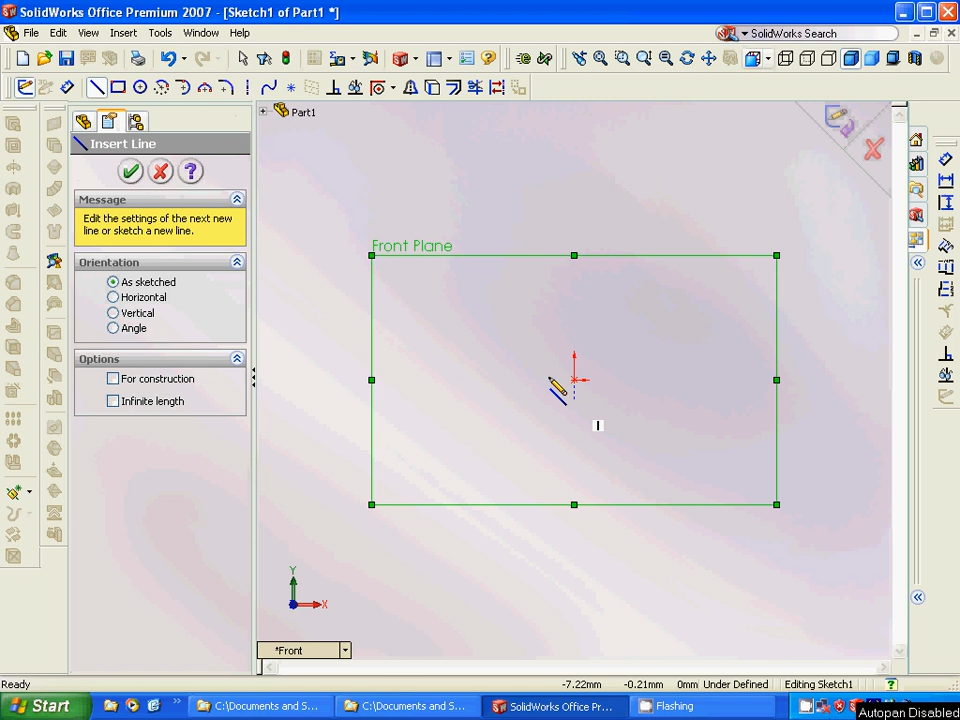 SolidWorks Office Premium 2007 - [Sketch1 of Part1 *]
File Edit View Insert Tools Window Help
SolidWorks Search
Part1
Insert Line
Message
Edit the settings of the next new
line or sketch a new line.
Orientation
As sketched
Horizontal
Vertical
Angle
Options
For construction
Infinite length
Front Plane
Y
X
*Front
Ready
-7.22mm -0.21mm 0mm Under Defined Editing Sketch1
Start
C:\Documents and S...
C:\Documents and S...
SolidWorks Office Pr...
Flashing
Autopan Disabled